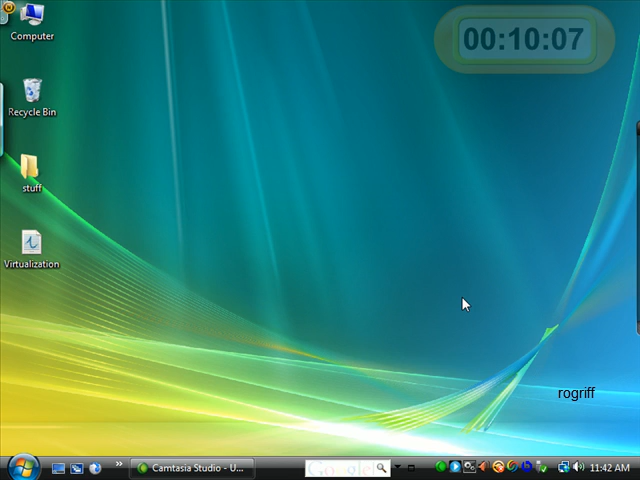 Computer
00:10:07
Recycle Bin
stuff
Virtualization
rogriff
Camtasia Studio - U...
Google
11:42 AM